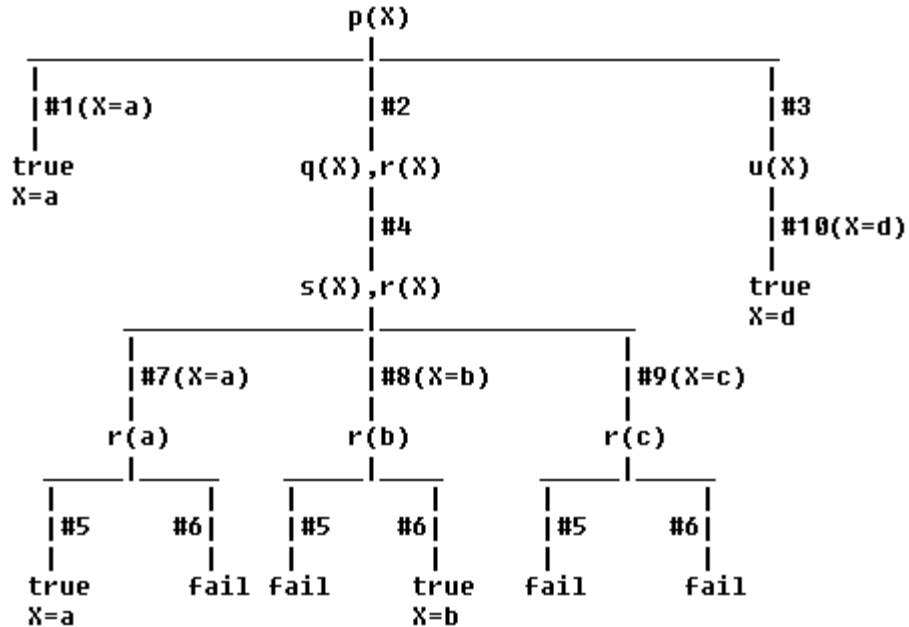 p(X)
#1(X=a) #2 #3
true q(X),r(X) u(X)
X=a
#4 #10(X=d)
s(X),r(X) true
X=d
#7(X=a) #8(X=b) #9(X=c)
r(a) r(b) r(c)
#5 #6 #5 #6 #5 #6
true fail fail true fail fail
X=a X=b